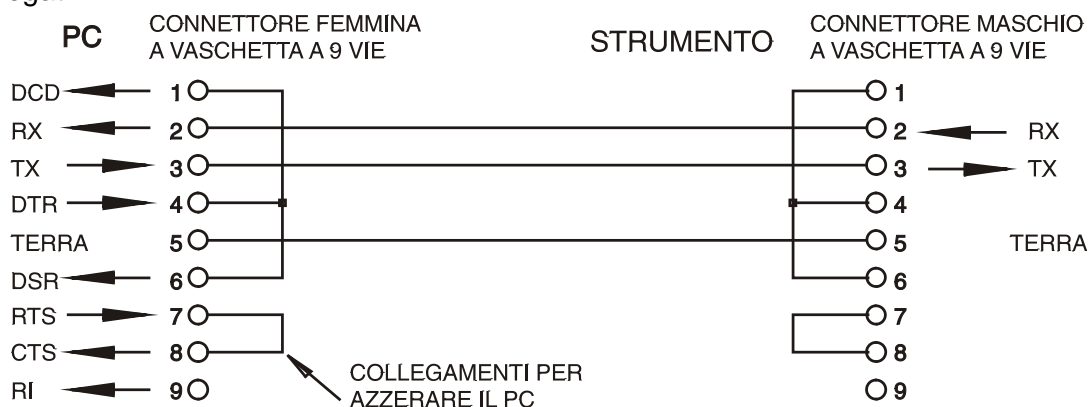 PC
CONNETTORE FEMMINA
A VASCHETTA A 9 VIE
STRUMENTO
CONNETTORE MASCHIO
A VASCHETTA A 9 VIE
DCD 1 1
RX 2 2 RX
TX 3 3 TX
DTR 4 4
TERRA 5 5 TERRA
DSR 6 6
RTS 7 7
CTS 8 8
RI 9 9
COLLEGAMENTI PER
AZZERARE IL PC